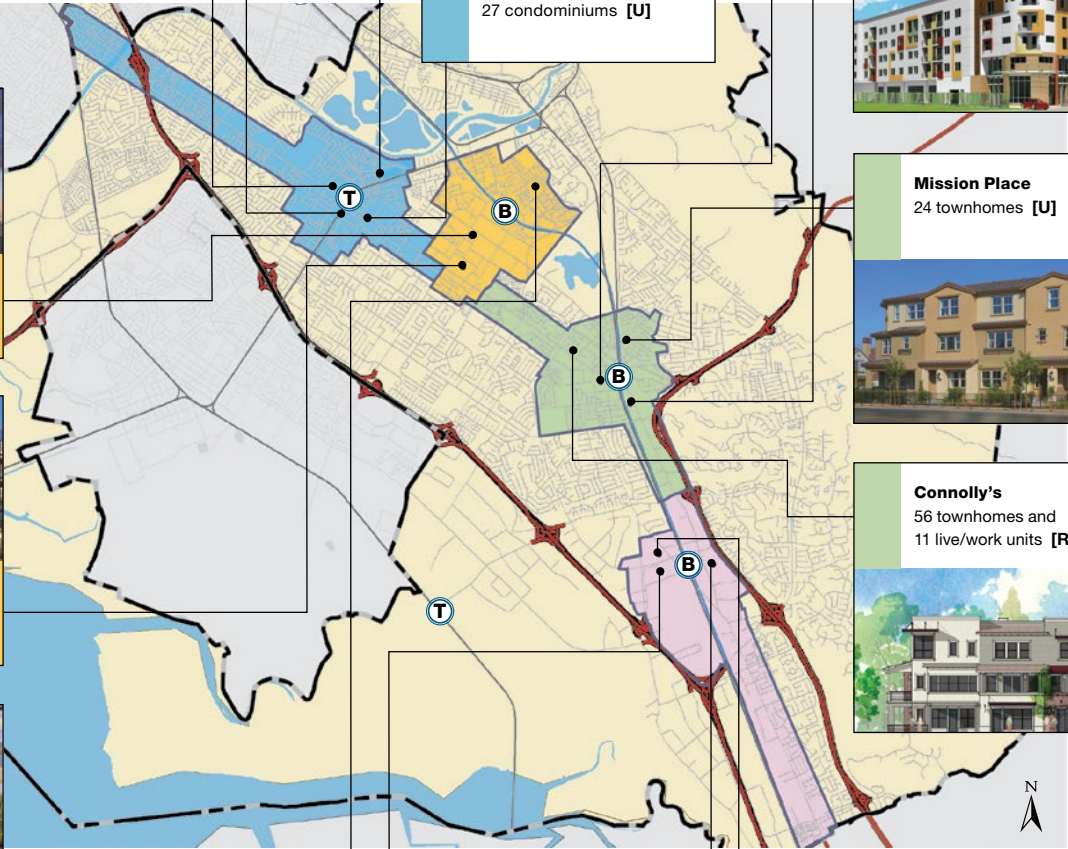 27 condominiums [U]
T
B
Mission Place
24 townhomes [U]
B
Connolly's
56 townhomes and
11 live/work units [R
B
T
N